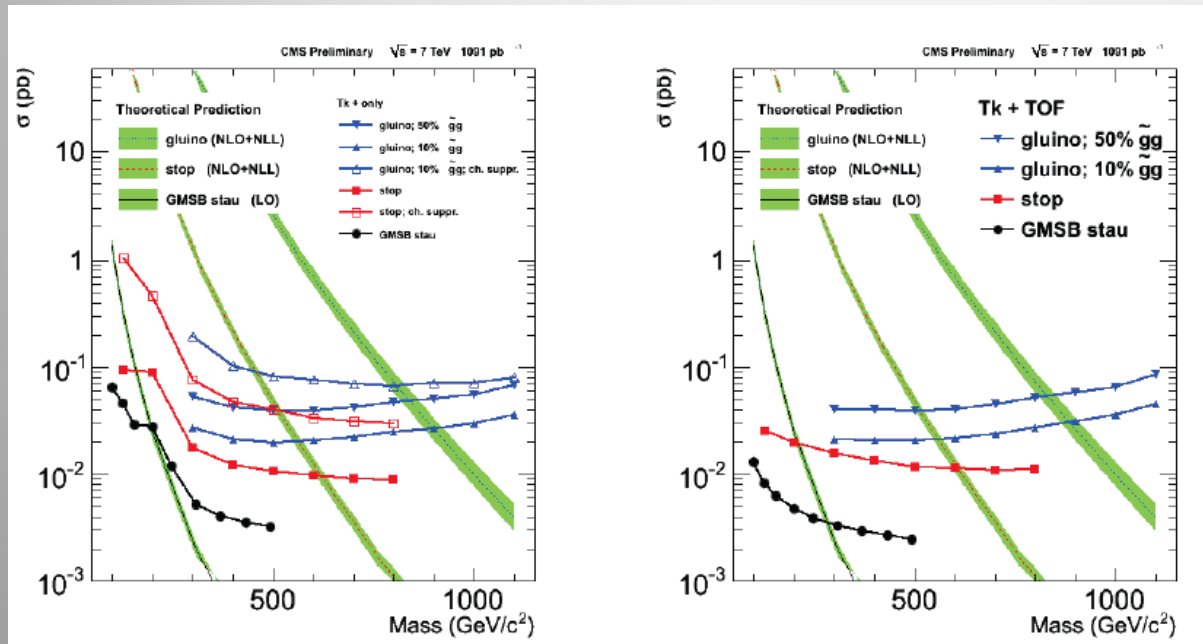 CMS Preliminary √s = 7 TeV 1091 pb⁻¹
σ (pb)
Theoretical Prediction
gluino (NLO+NLL)
stop (NLO+NLL)
GMSB stau (LO)
Tk + only
gluino; 50% g̃g
gluino; 10% g̃g
gluino; 10% g̃g; ch. suppr.
stop
stop; ch. suppr.
GMSB stau
10
1
10⁻¹
10⁻²
10⁻³
500
1000
Mass (GeV/c²)
CMS Preliminary √s = 7 TeV 1091 pb⁻¹
σ (pb)
Theoretical Prediction
gluino (NLO+NLL)
stop (NLO+NLL)
GMSB stau (LO)
Tk + TOF
gluino; 50% g̃g
gluino; 10% g̃g
stop
GMSB stau
10
1
10⁻¹
10⁻²
10⁻³
500
1000
Mass (GeV/c²)